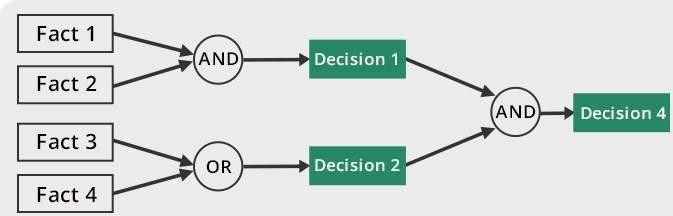 Fact 1
Fact 2
AND
Decision 1
Fact 3
Fact 4
OR
Decision 2
AND
Decision 4